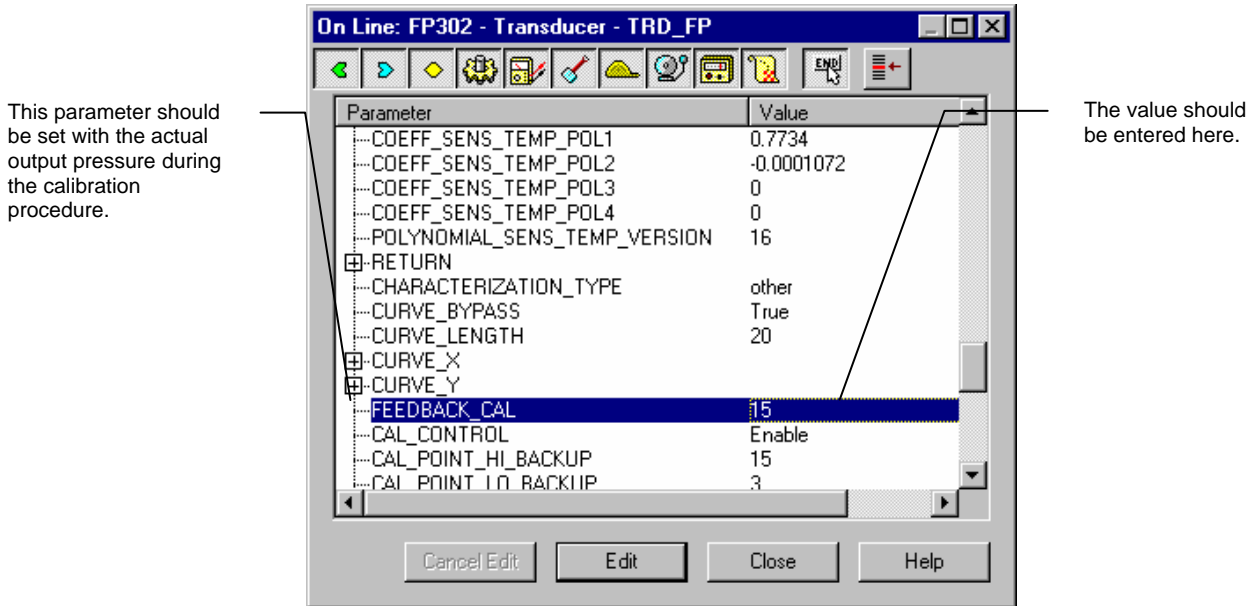 On Line: FP302 - Transducer - TRD_FP
END
This parameter should
be set with the actual
output pressure during
the calibration
procedure.
The value should
be entered here.
Parameter Value
COEFF_SENS_TEMP_POL1 0.7734
COEFF_SENS_TEMP_POL2 -0.0001072
COEFF_SENS_TEMP_POL3 0
COEFF_SENS_TEMP_POL4 0
POLYNOMIAL_SENS_TEMP_VERSION 16
RETURN
CHARACTERIZATION_TYPE other
CURVE_BYPASS True
CURVE_LENGTH 20
CURVE_X
CURVE_Y
FEEDBACK_CAL 15
CAL_CONTROL Enable
CAL_POINT_HI_BACKUP 15
CAL_POINT_LO_BACKUP 3
Cancel Edit Edit Close Help